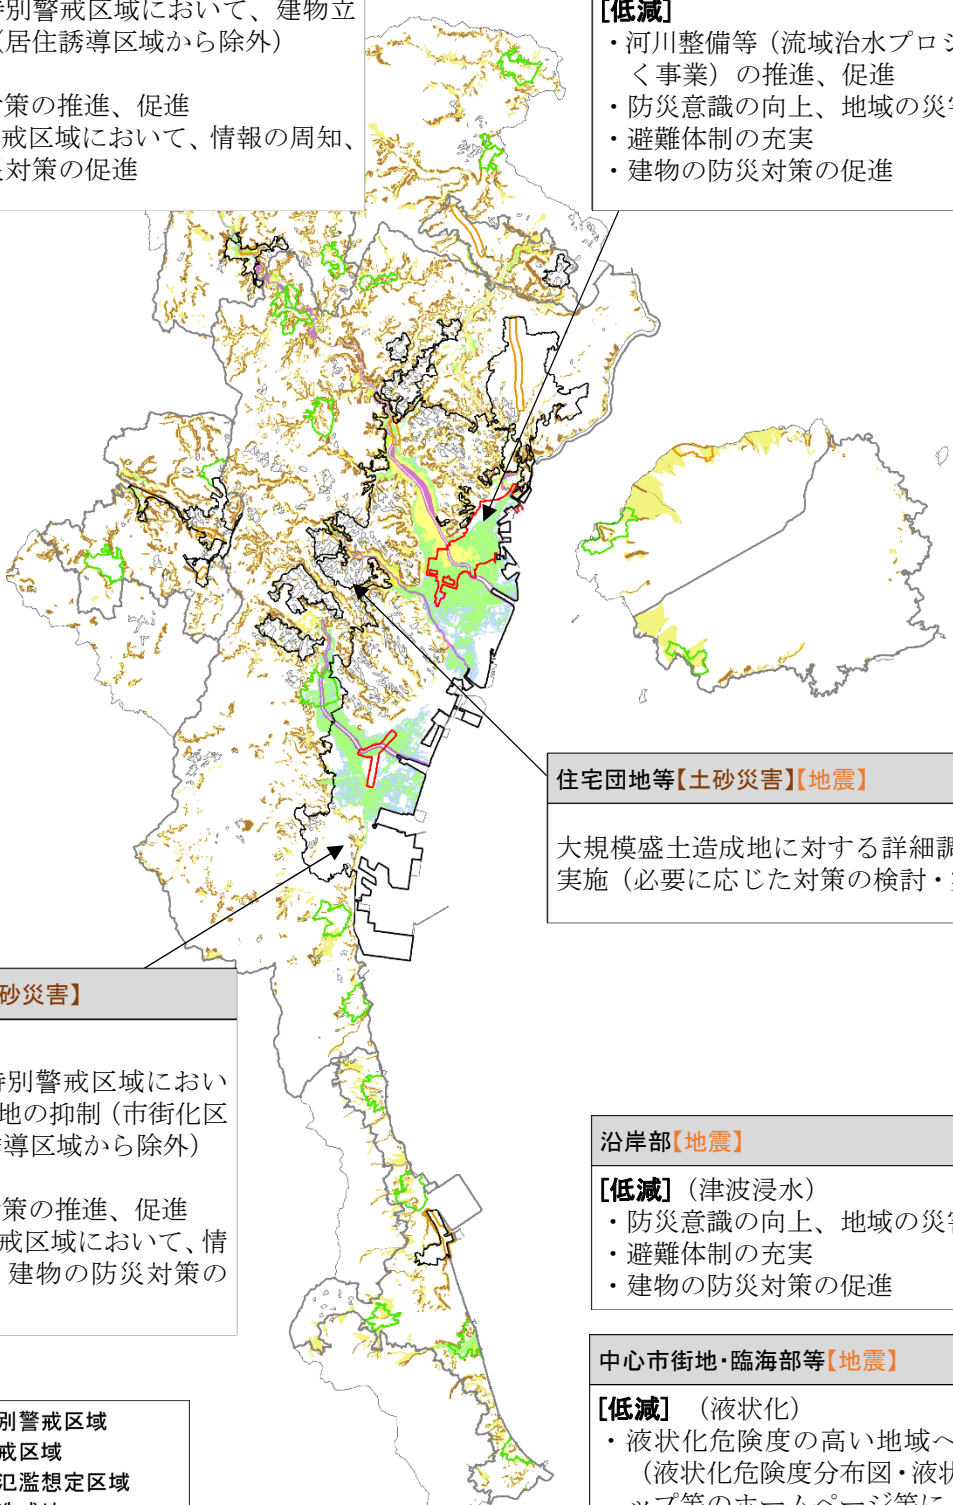 別警戒区域において、建物立
（居住誘導区域から除外）
策の推進、促進
戒区域において、情報の周知、
対策の促進
[低減]
・河川整備等（流域治水プロジ
く事業）の推進、促進
・防災意識の向上、地域の災害
・避難体制の充実
・建物の防災対策の促進
住宅団地等【土砂災害】【地震】
大規模盛土造成地に対する詳細調
実施（必要に応じた対策の検討・
砂災害】
特別警戒区域におい
地の抑制（市街化区
導区域から除外）
策の推進、促進
戒区域において、情
建物の防災対策の
沿岸部【地震】
[低減]（津波浸水）
・防災意識の向上、地域の災害
・避難体制の充実
・建物の防災対策の促進
中心市街地・臨海部等【地震】
[低減]（液状化）
・液状化危険度の高い地域へ
（液状化危険度分布図・液状
ップ等のホームページ等に
別警戒区域
戒区域
氾濫想定区域